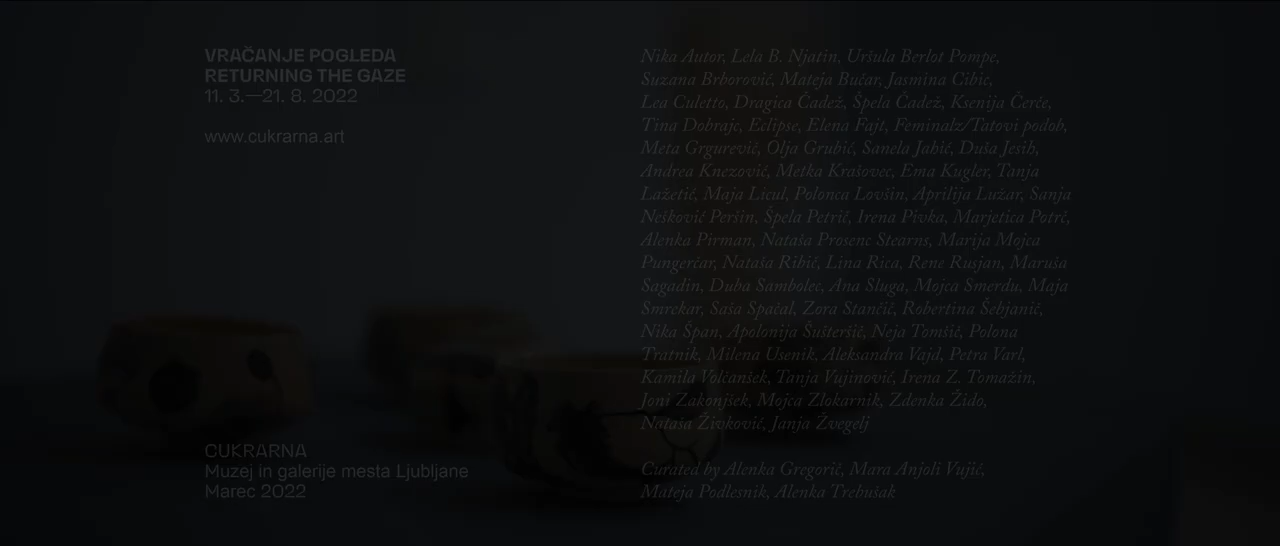 VRAČANJE POGLEDA
RETURNING THE GAZE
11. 3.—21. 8. 2022
www.cukrarna.art
Nika Autor, Lela B. Njatin, Uršula Berlot Pompe,
Suzana Brborović, Mateja Bučar, Jasmina Cibic,
Lea Culetto, Dragica Čadež, Špela Čadež, Ksenija Čerče,
Tina Dobrajc, Eclipse, Elena Fajt, Feminalz/Tatovi podob,
Meta Grgurevič, Olja Grubić, Sanela Jahić, Duša Jesih,
Andrea Knezović, Metka Krašovec, Ema Kugler, Tanja
Lažetić, Maja Licul, Polonca Lovšin, Aprilija Lužar, Sanja
Nešković Peršin, Špela Petrič, Irena Pivka, Marjetica Potrč,
Alenka Pirman, Nataša Prosenc Stearns, Marija Mojca
Pungerčar, Nataša Ribič, Lina Rica, Rene Rusjan, Maruša
Sagadin, Duba Sambolec, Ana Sluga, Mojca Smerdu, Maja
Smrekar, Saša Spačal, Zora Stančič, Robertina Šebjanič,
Nika Špan, Apolonija Šušteršič, Neja Tomšič, Polona
Tratnik, Milena Usenik, Aleksandra Vajd, Petra Varl,
Kamila Volčanšek, Tanja Vujinović, Irena Z. Tomažin,
Joni Zakonjšek, Mojca Zlokarnik, Zdenka Žido,
Nataša Živković, Janja Žvegelj
CUKRARNA
Muzej in galerije mesta Ljubljane
Marec 2022
Curated by Alenka Gregorič, Mara Anjoli Vujić,
Mateja Podlesnik, Alenka Trebušak